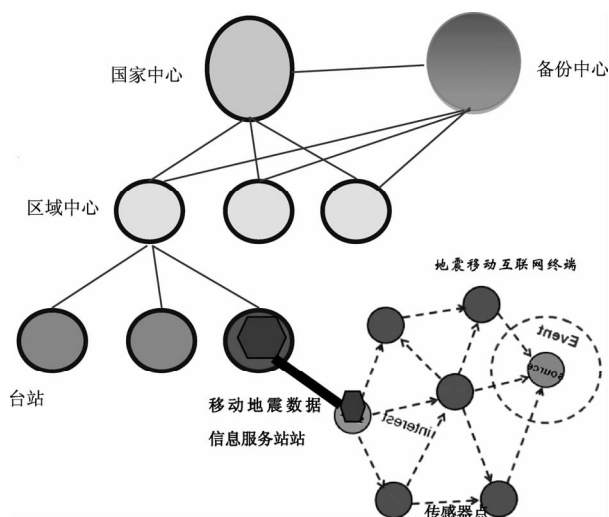 国家中心
备份中心
区域中心
地震移动互联网终端
Event
source
台站
移动地震数据
信息服务站站
interest
传感器点